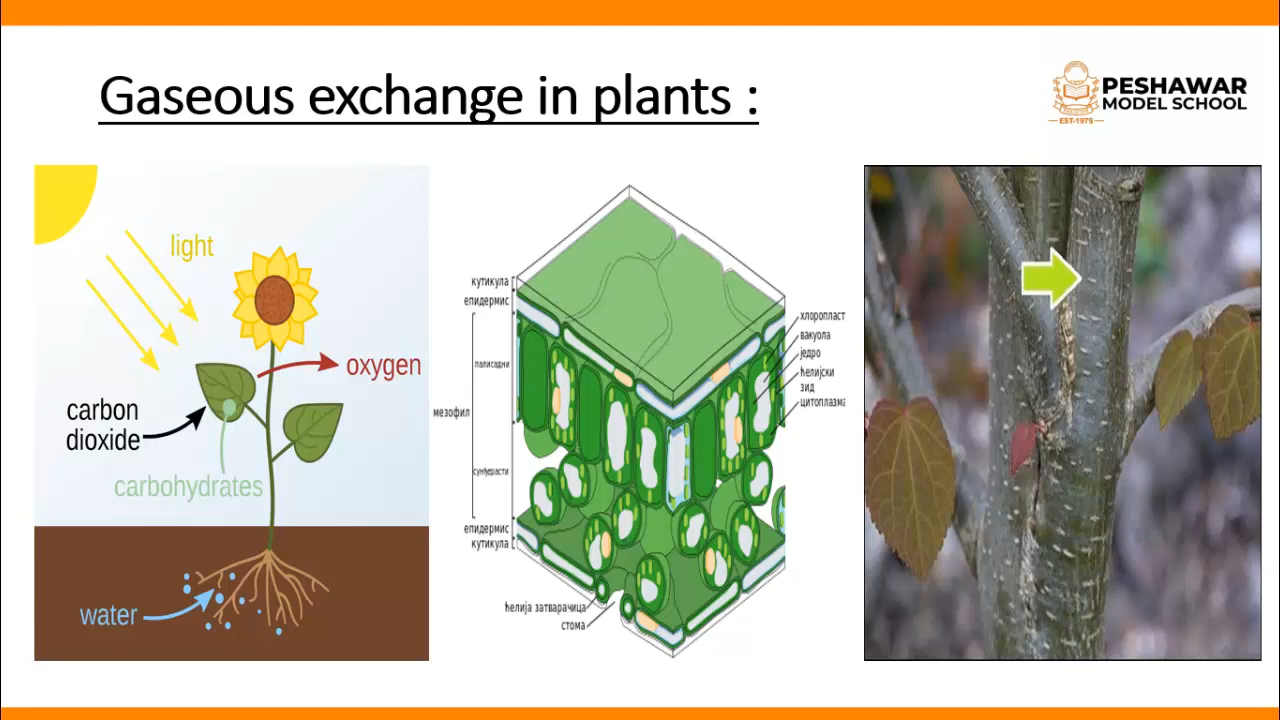 Gaseous exchange in plants :
PESHAWAR
MODEL SCHOOL
EST-1979
light
oxygen
carbon
dioxide
carbohydrates
water
кутикула
епидермис
палисадни
мезофил
сунђерасти
епидермис
кутикула
ћелија затварачица
стома
хлоропласт
вакуола
једро
ћелијски
зид
цитоплазма